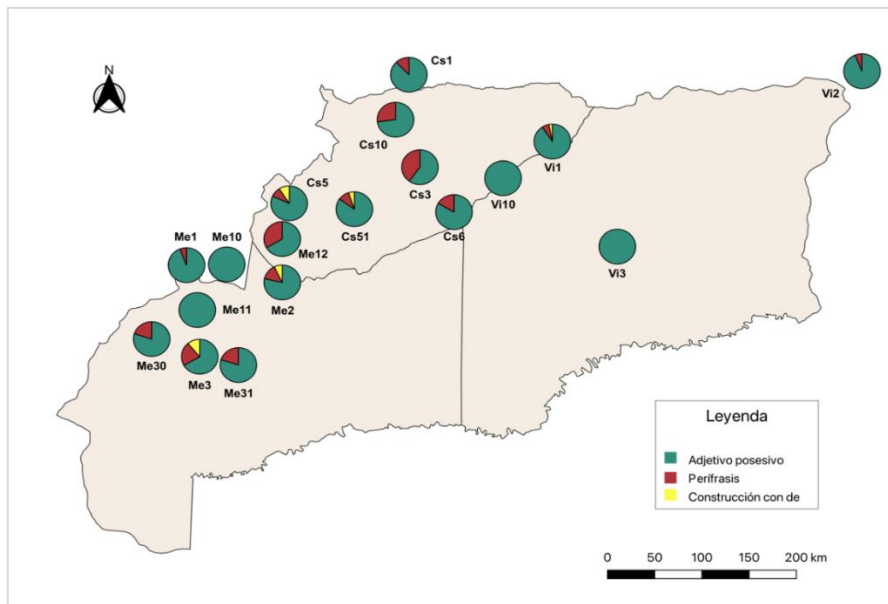 N
Cs1
Vi2
Cs10
Vi1
Cs3
Cs5
Vi10
Cs51
Cs6
Me12
Me1
Me10
Vi3
Me2
Me11
Me30
Me3
Me31
Leyenda
Adjetivo posesivo
Perífrasis
Construcción con de
0 50 100 150 200 km